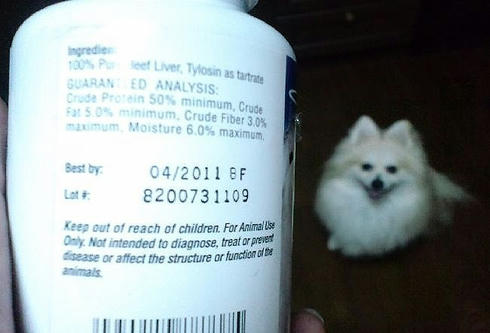 100% Beef Liver, Tylosin as tartrate
ANALYSIS:
Crude Protein 50% minimum, Crude
Fat 5.0% minimum, Crude Fiber 3.0%
maximum, Moisture 6.0% maximum.
Best by: 04/2011 BF
Lot #: 8200731109
Keep out of reach of children. For Animal Use
Only. Not intended to diagnose, treat or prevent
disease or affect the structure or function of the
animals.